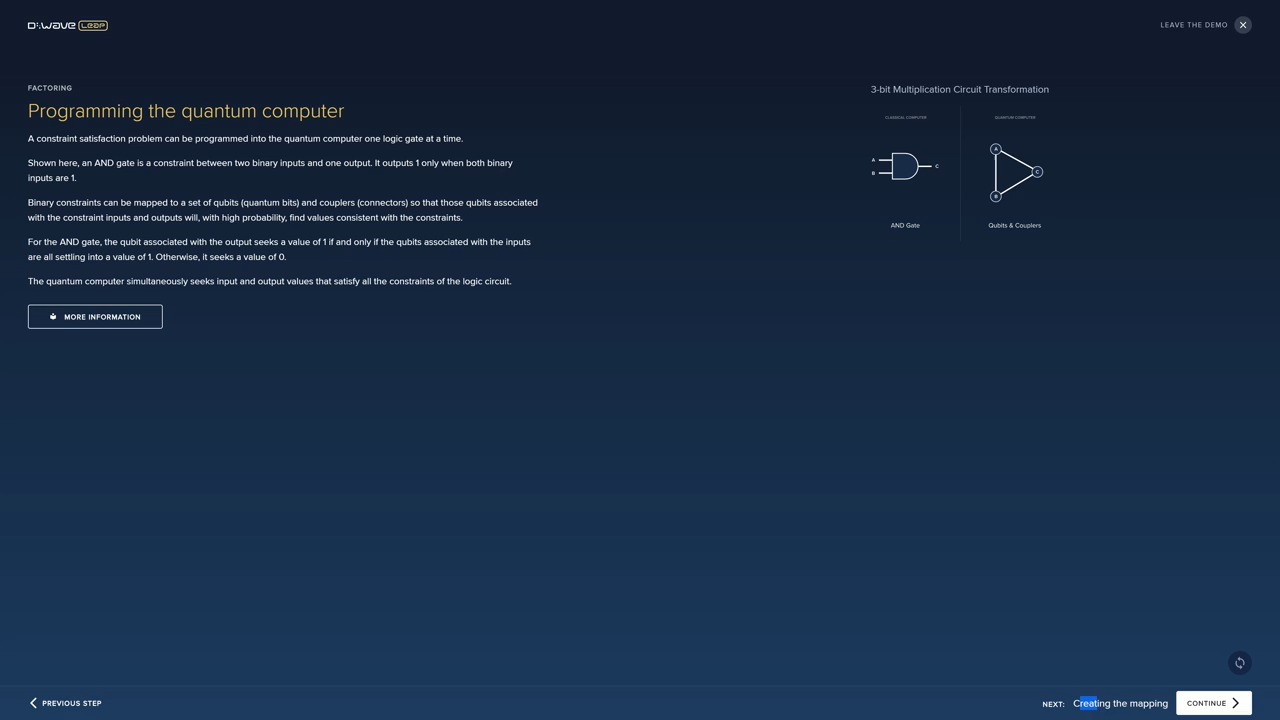 D:Wave Leap
LEAVE THE DEMO
FACTORING
Programming the quantum computer
A constraint satisfaction problem can be programmed into the quantum computer one logic gate at a time.
Shown here, an AND gate is a constraint between two binary inputs and one output. It outputs 1 only when both binary
inputs are 1.
Binary constraints can be mapped to a set of qubits (quantum bits) and couplers (connectors) so that those qubits associated
with the constraint inputs and outputs will, with high probability, find values consistent with the constraints.
For the AND gate, the qubit associated with the output seeks a value of 1 if and only if the qubits associated with the inputs
are all settling into a value of 1. Otherwise, it seeks a value of 0.
The quantum computer simultaneously seeks input and output values that satisfy all the constraints of the logic circuit.
MORE INFORMATION
3-bit Multiplication Circuit Transformation
CLASSICAL COMPUTER
QUANTUM COMPUTER
A
B
C
A
C
B
AND Gate
Qubits & Couplers
PREVIOUS STEP
NEXT: Creating the mapping
CONTINUE